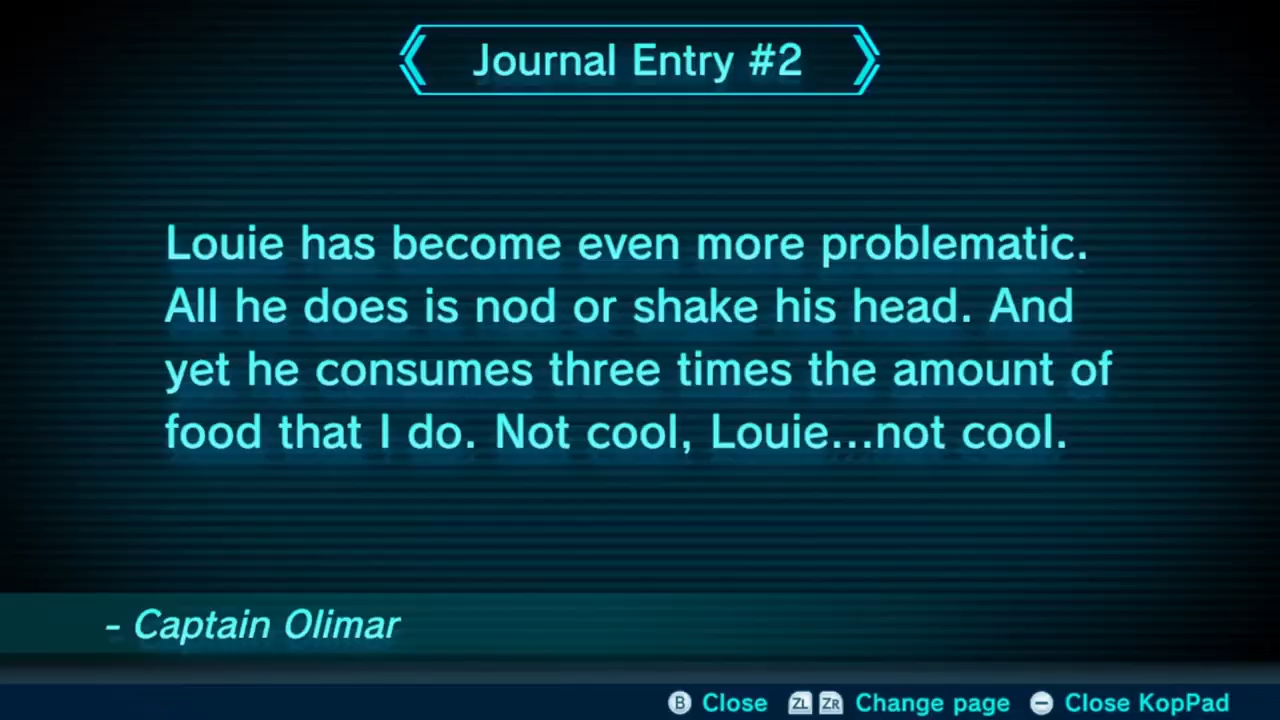 Journal Entry #2
Louie has become even more problematic.
All he does is nod or shake his head. And
yet he consumes three times the amount of
food that I do. Not cool, Louie...not cool.
- Captain Olimar
B Close ZL ZR Change page - Close KopPad